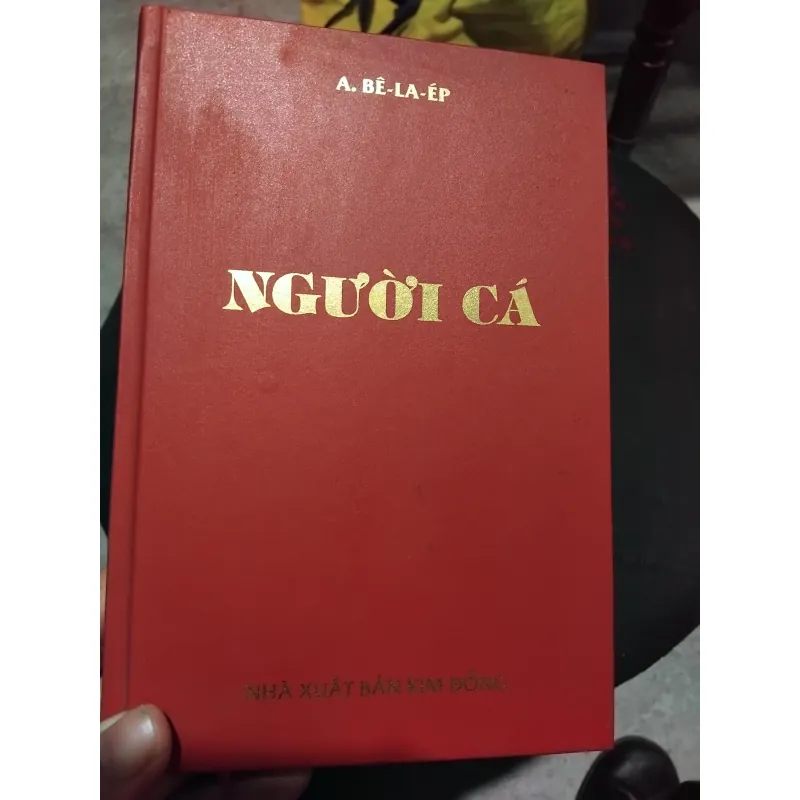 A. BÊ-LA-ÉP
NGƯỜI CÁ
NHÀ XUẤT BẢN KIM ĐỒNG